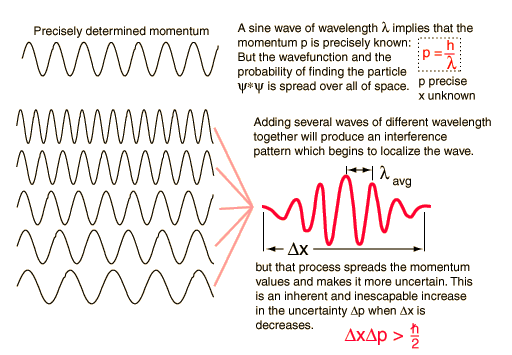 Precisely determined momentum
A sine wave of wavelength λ implies that the
momentum p is precisely known:
But the wavefunction and the
probability of finding the particle
ψ*ψ is spread over all of space.
p = h/λ
p precise
x unknown
Adding several waves of different wavelength
together will produce an interference
pattern which begins to localize the wave.
λ avg
Δx
but that process spreads the momentum
values and makes it more uncertain. This
is an inherent and inescapable increase
in the uncertainty Δp when Δx is
decreases.
ΔxΔp > ℏ/2